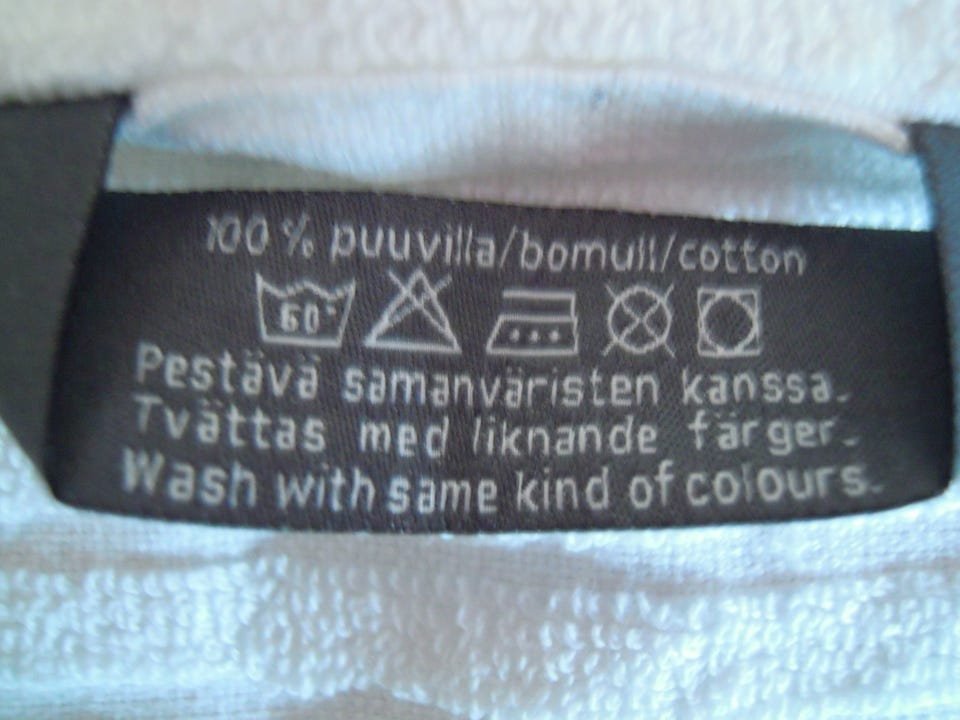 100 % puuvilla/bomull/cotton
60°
Pestävä samanväristen kanssa.
Tvättas med liknande färger.
Wash with same kind of colours.